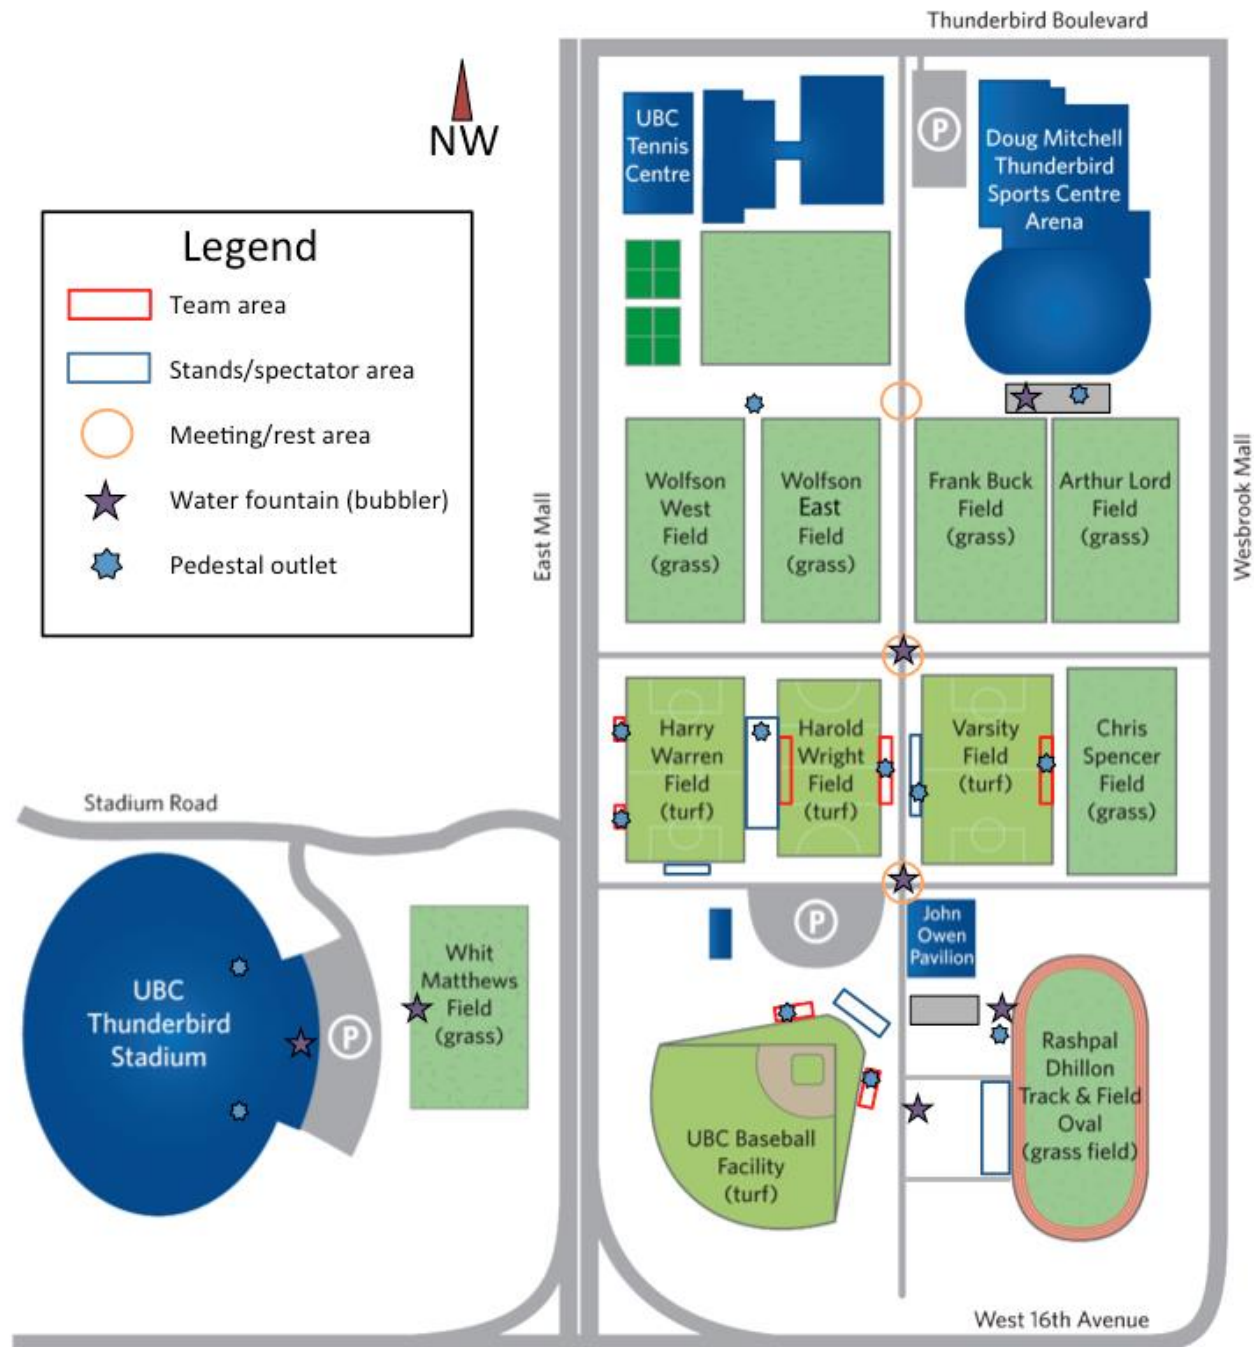 Thunderbird Boulevard
NW
Legend
Team area
Stands/spectator area
Meeting/rest area
Water fountain (bubbler)
Pedestal outlet
UBC
Tennis
Centre
P
Doug Mitchell
Thunderbird
Sports Centre
Arena
East Mall
Wesbrook Mall
Wolfson
West
Field
(grass)
Wolfson
East
Field
(grass)
Frank Buck
Field
(grass)
Arthur Lord
Field
(grass)
Harry
Warren
Field
(turf)
Harold
Wright
Field
(turf)
Varsity
Field
(turf)
Chris
Spencer
Field
(grass)
Stadium Road
UBC
Thunderbird
Stadium
P
Whit
Matthews
Field
(grass)
P
John
Owen
Pavilion
UBC Baseball
Facility
(turf)
Rashpal
Dhillon
Track & Field
Oval
(grass field)
West 16th Avenue